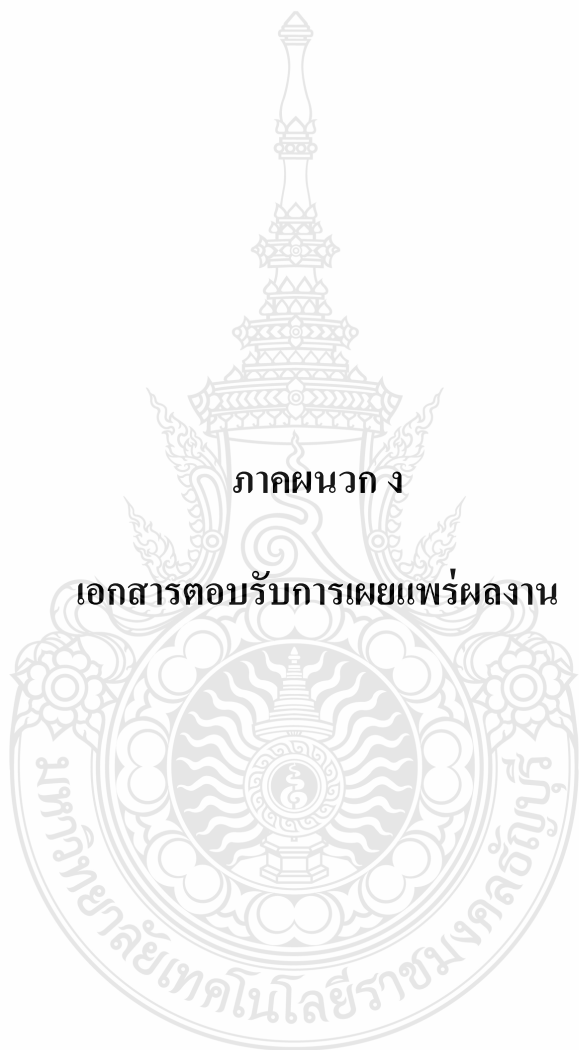 ภาคผนวก ง
เอกสารตอบรับการเผยแพร่ผลงาน
มหาวิทยาลัยเทคโนโลยีราชมงคลธัญบุรี